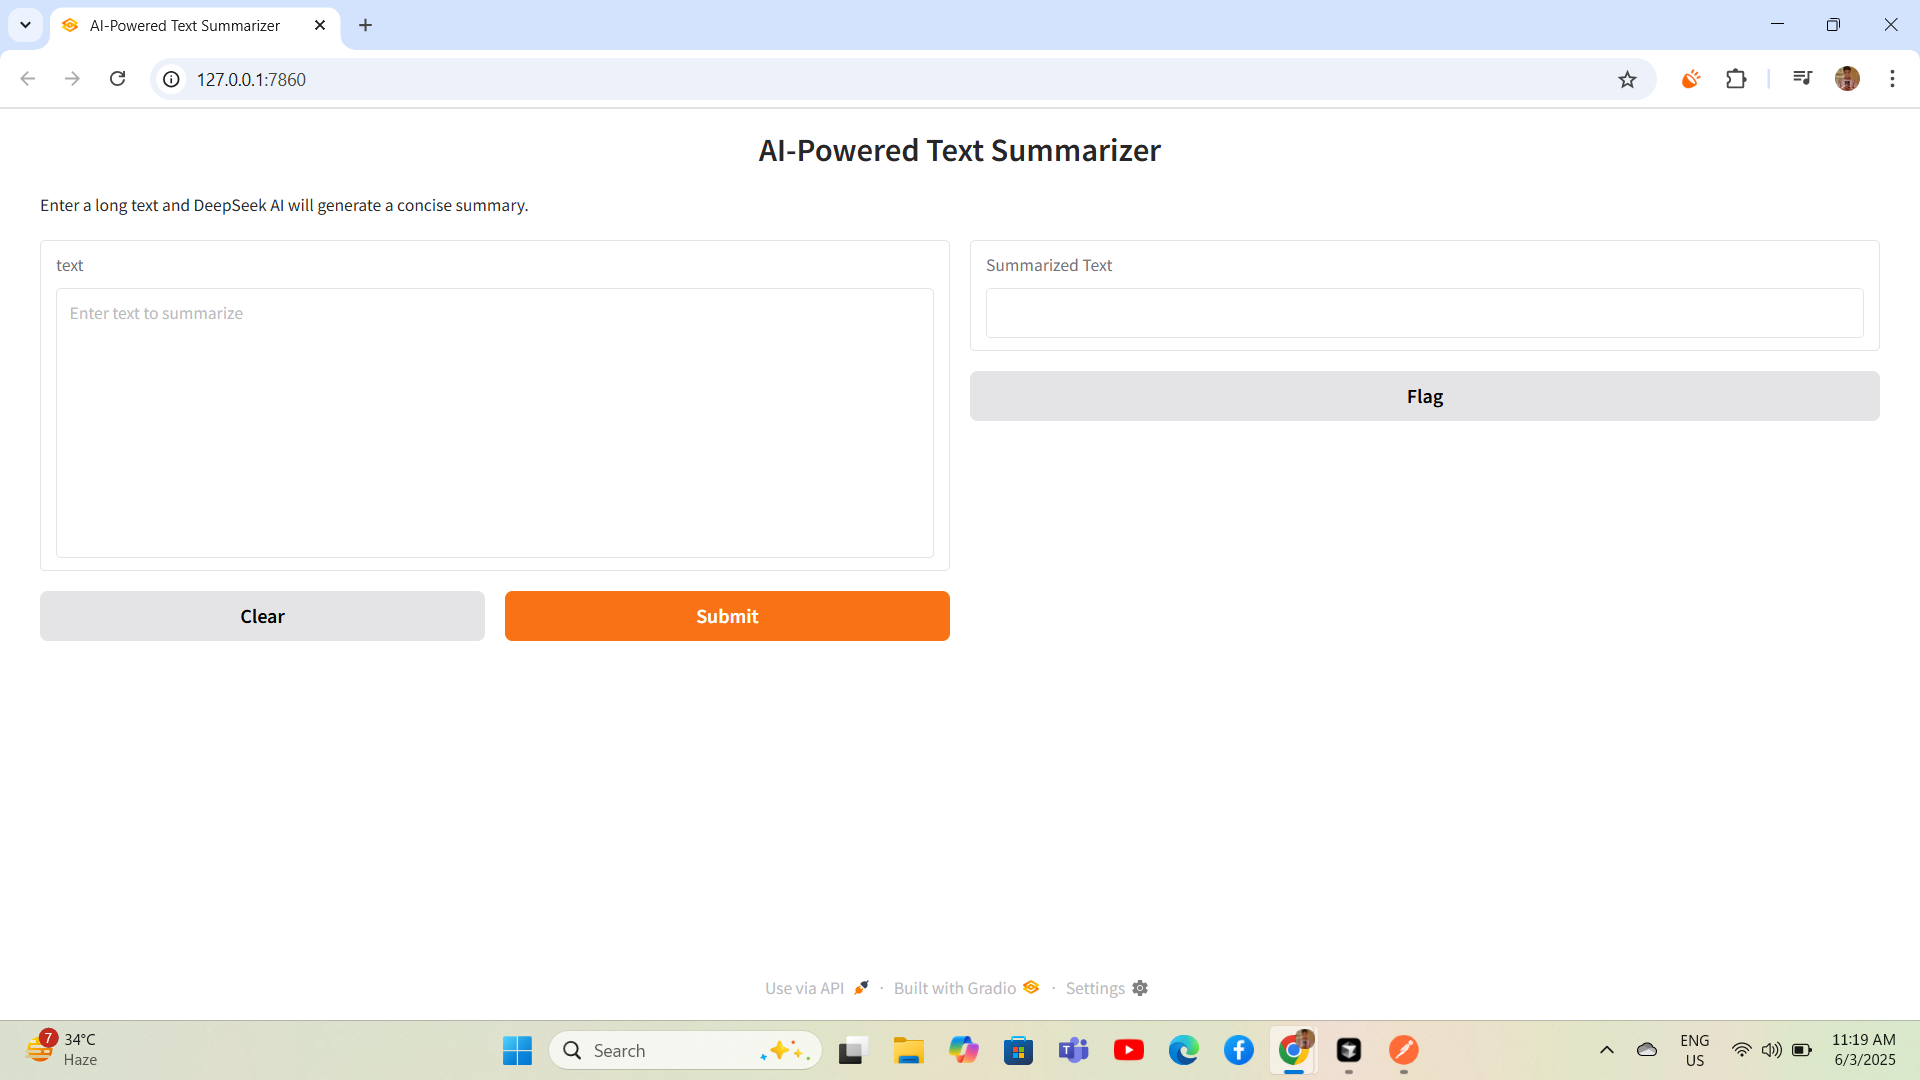 AI-Powered Text Summarizer
127.0.0.1:7860
AI-Powered Text Summarizer
Enter a long text and DeepSeek AI will generate a concise summary.
text
Enter text to summarize
Summarized Text
Flag
Clear
Submit
Use via API · Built with Gradio · Settings
7
34°C
Haze
Search
ENG
US
11:19 AM
6/3/2025